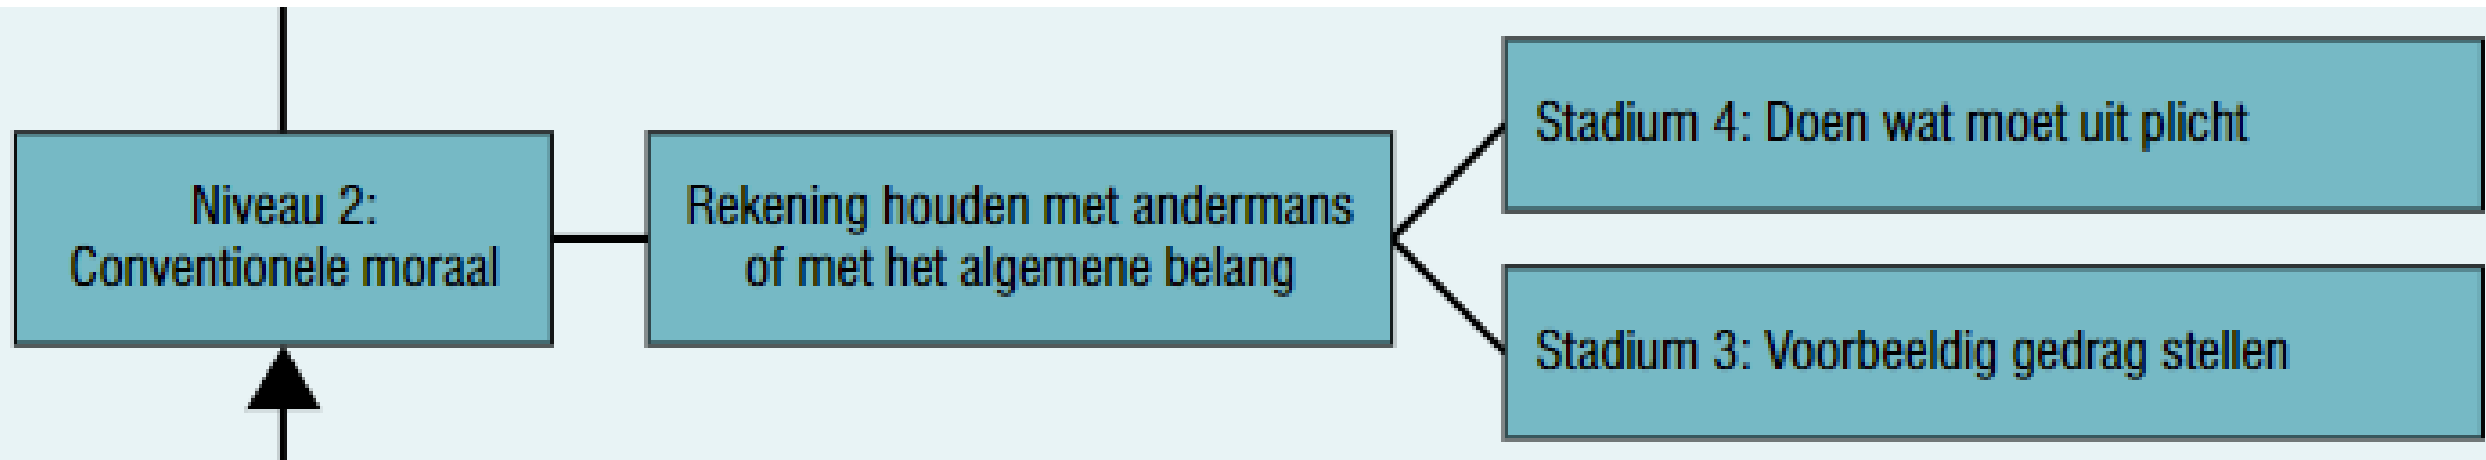 Niveau 2:
Conventionele moraal
Rekening houden met andermans
of met het algemene belang
Stadium 4: Doen wat moet uit plicht
Stadium 3: Voorbeeldig gedrag stellen